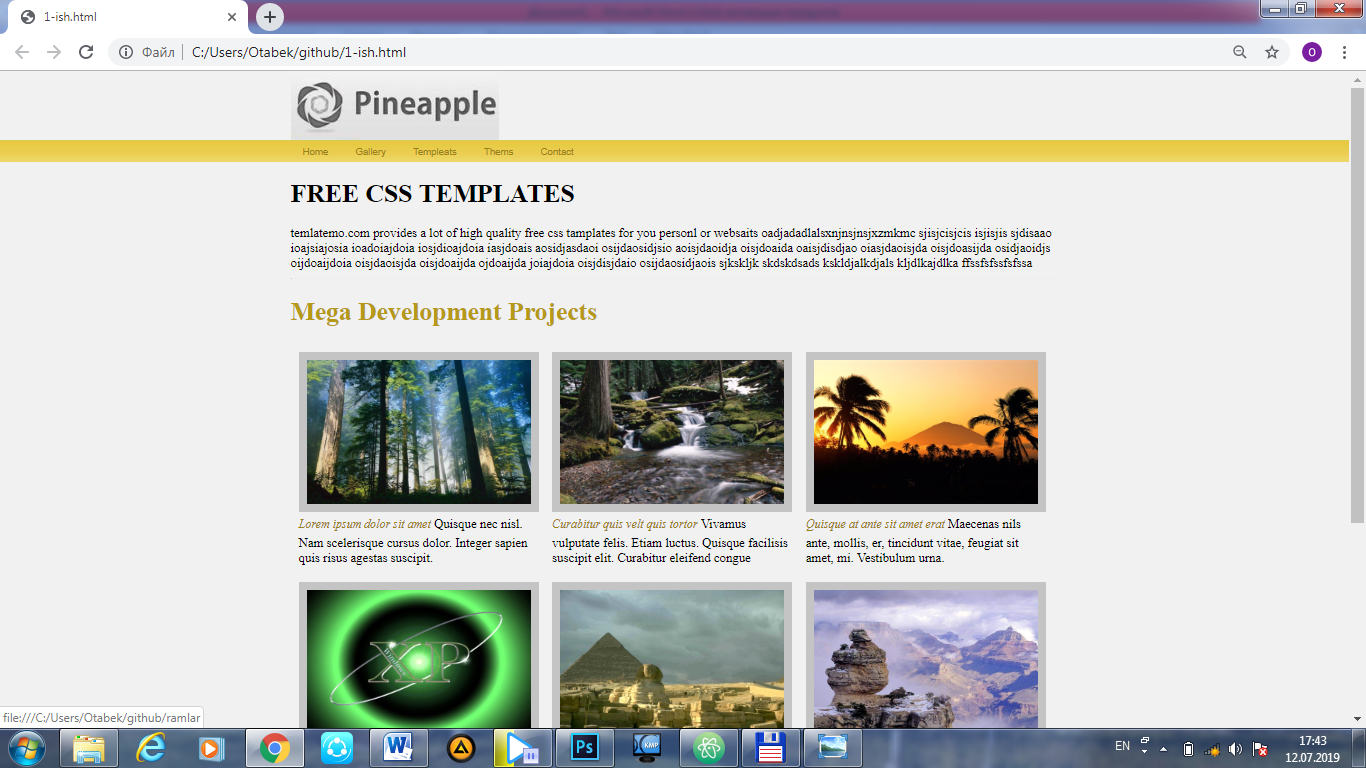 1-ish.html
Файл
C:/Users/Otabek/github/1-ish.html
O
Pineapple
Home Gallery Templeats Thems Contact
FREE CSS TEMPLATES
temlatemo.com provides a lot of high quality free css tamplates for you personl or websaits oadjadadlalsxnjnsjnsjxzmkmc sjisjcisjcis isjisjis sjdisaao
ioajsiajosia ioadoiajdoia iosjdioajdoia iasjdoais aosidjasdaoi osijdaosidjsio aoisjdaoidja oisjdoaida oaisjdisdjao oiasjdaoisjda oisjdoasijda osidjaoidjs
oijdoaijdoia oisjdaoisjda oisjdoaijda ojdoaijda joiajdoia oisjdisjdaio osijdaosidjaois sjkskljk skdskdsads kskldjalkdjals kljdlkajdlka ffssfsfssfsfssa
Mega Development Projects
Lorem ipsum dolor sit amet Quisque nec nisl.
Nam scelerisque cursus dolor. Integer sapien
quis risus agestas suscipit.
Curabitur quis velt quis tortor Vivamus
vulputate felis. Etiam luctus. Quisque facilisis
suscipit elit. Curabitur eleifend congue
Quisque at ante sit amet erat Maecenas nils
ante, mollis, er, tincidunt vitae, feugiat sit
amet, mi. Vestibulum urna.
Windows
XP
file:///C:/Users/Otabek/github/ramlar
W
Ps
KMP
EN
17:43
12.07.2019